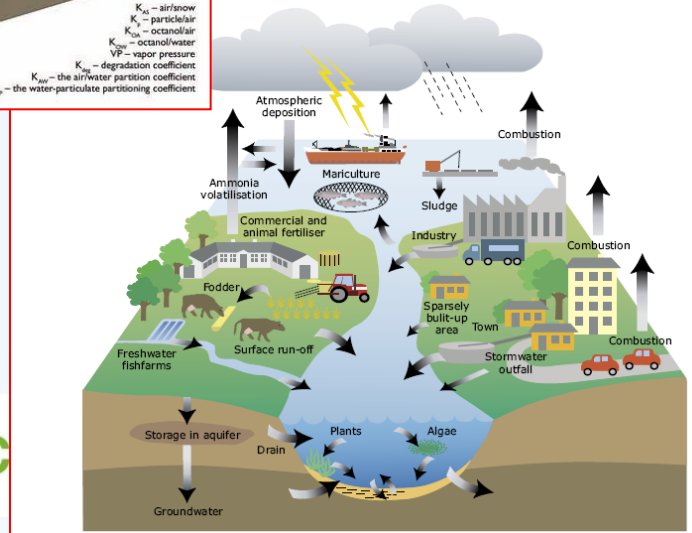 K_AS – air/snow
K_P – particle/air
K_OA – octanol/air
K_OW – octanol/water
VP – vapor pressure
K_deg – degradation coefficient
K_AW – the air/water partition coefficient
– the water-particulate partitioning coefficient
Atmospheric
deposition
Combustion
Mariculture
Ammonia
volatilisation
Sludge
Commercial and
animal fertiliser
Industry
Combustion
Fodder
Sparsely
bulit-up
area
Town
Combustion
Freshwater
fishfarms
Surface run-off
Stormwater
outfall
Storage in aquifer
Plants
Algae
Drain
Groundwater